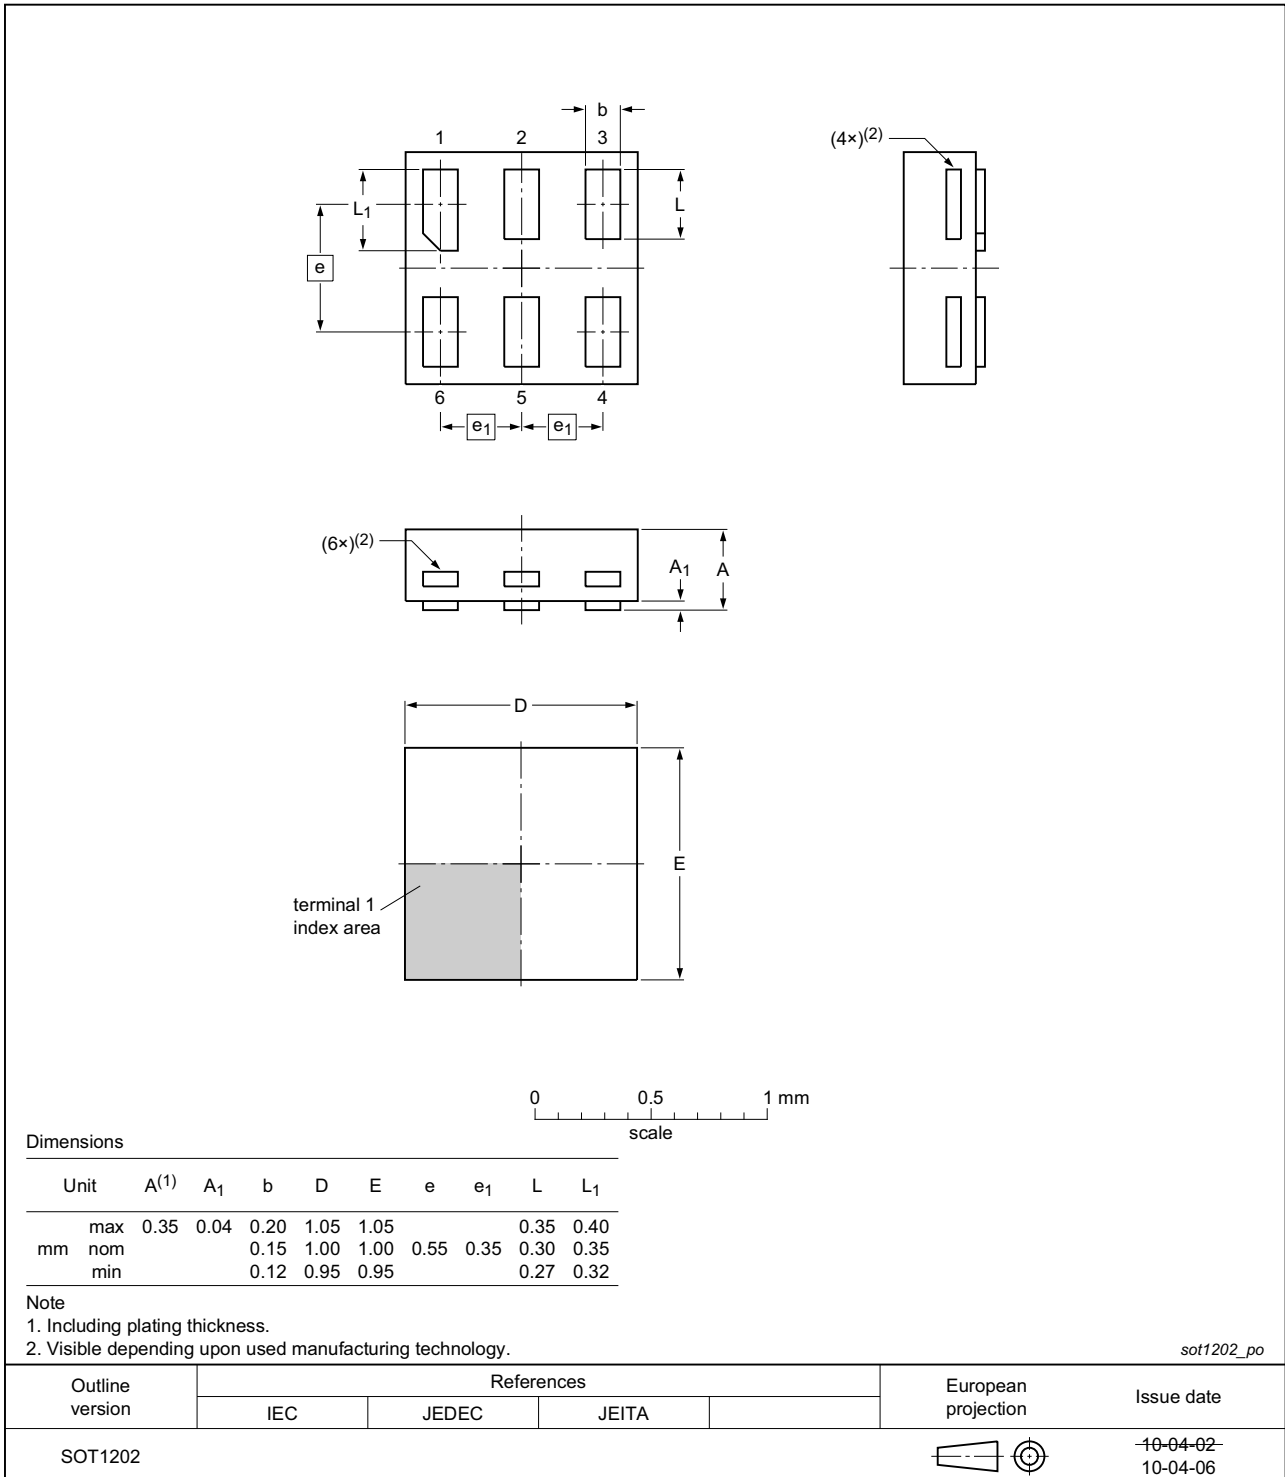 b
1 2 3
(4×)(2)
L1
L
e
6 5 4
e1 e1
(6×)(2)
A1 A
D
E
terminal 1
index area
0 0.5 1 mm
scale
Dimensions
Unit A(1) A1 b D E e e1 L L1
max 0.35 0.04 0.20 1.05 1.05 0.35 0.40
mm nom 0.15 1.00 1.00 0.55 0.35 0.30 0.35
min 0.12 0.95 0.95 0.27 0.32
Note
1. Including plating thickness.
2. Visible depending upon used manufacturing technology.
sot1202_po
Outline
version
References
IEC JEDEC JEITA
European
projection
Issue date
SOT1202
10-04-02
10-04-06